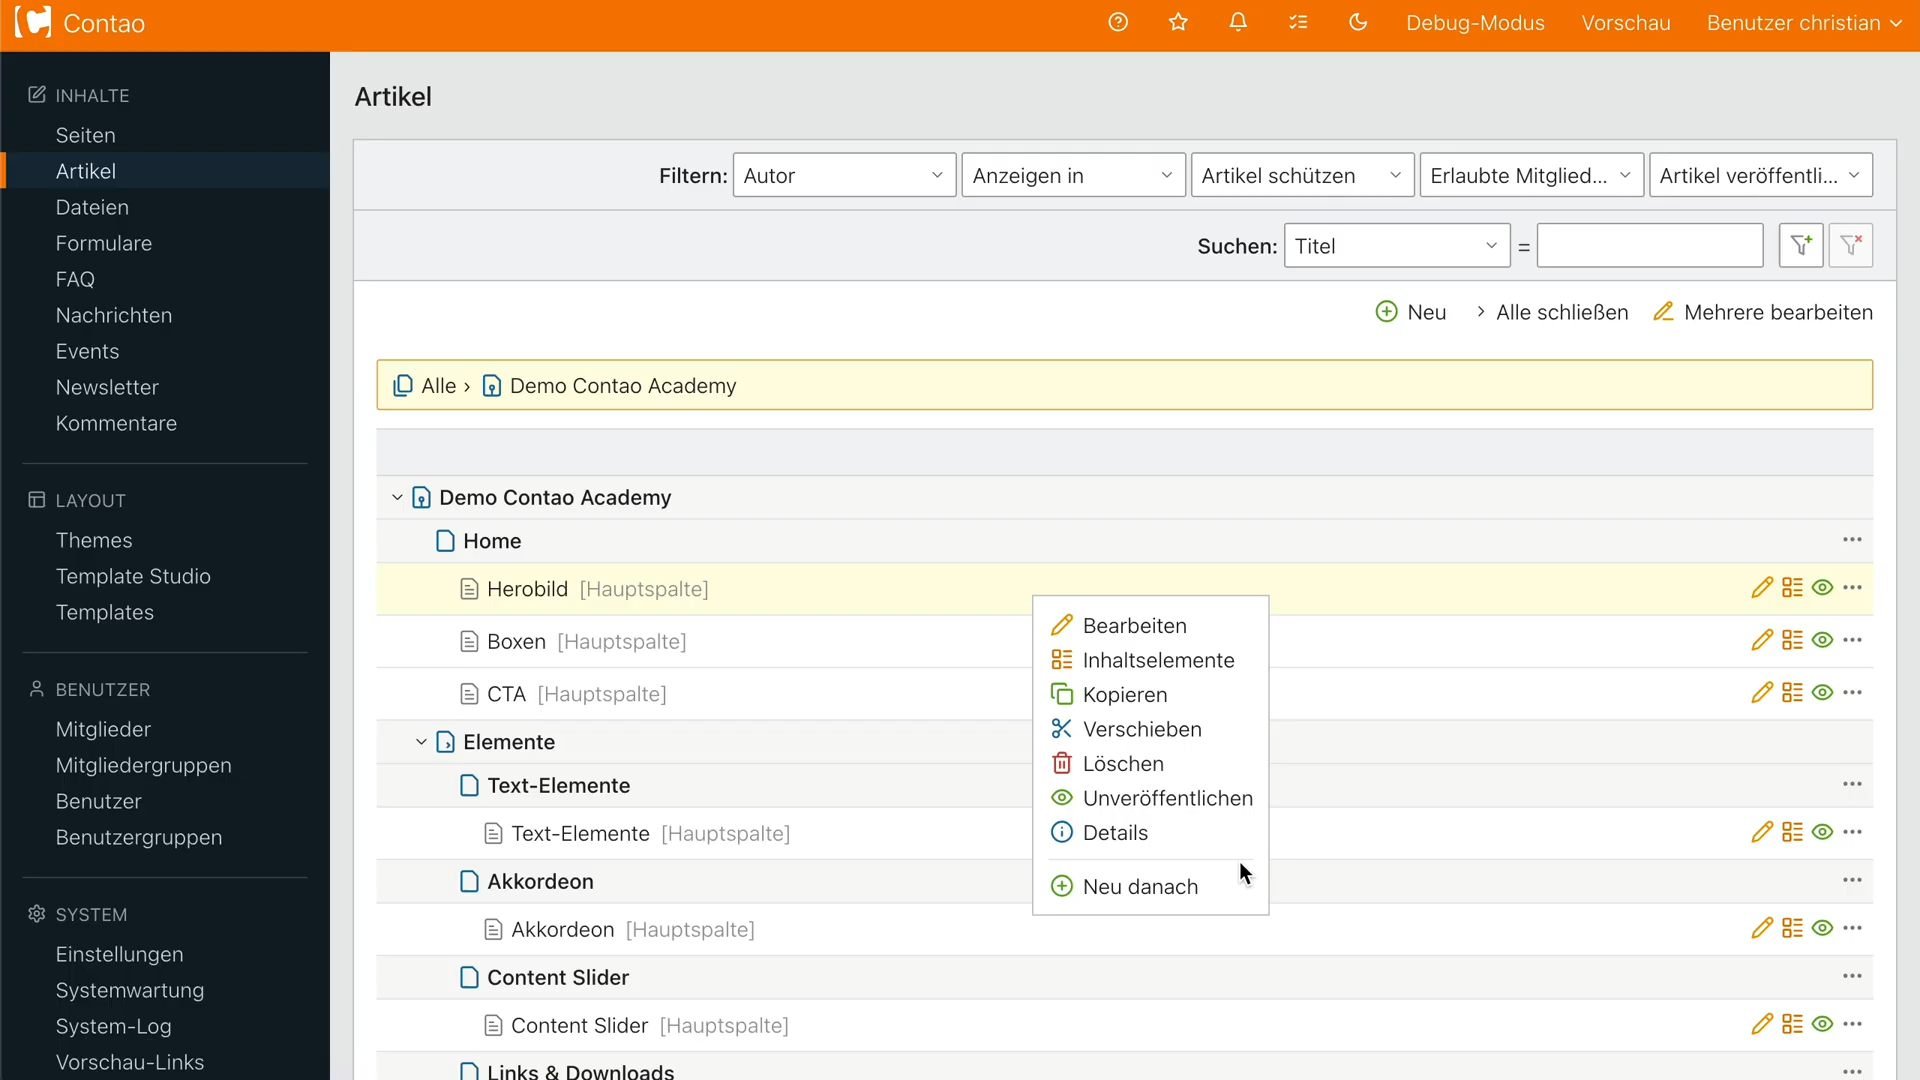 Contao
Debug-Modus
Vorschau
Benutzer christian
INHALTE
Seiten
Artikel
Dateien
Formulare
FAQ
Nachrichten
Events
Newsletter
Kommentare
LAYOUT
Themes
Template Studio
Templates
BENUTZER
Mitglieder
Mitgliedergruppen
Benutzer
Benutzergruppen
SYSTEM
Einstellungen
Systemwartung
System-Log
Vorschau-Links
Artikel
Filtern: Autor Anzeigen in Artikel schützen Erlaubte Mitglied... Artikel veröffentli...
Suchen: Titel =
Neu › Alle schließen Mehrere bearbeiten
Alle › Demo Contao Academy
Demo Contao Academy
Home
Herobild [Hauptspalte]
Boxen [Hauptspalte]
CTA [Hauptspalte]
Elemente
Text-Elemente
Text-Elemente [Hauptspalte]
Akkordeon
Akkordeon [Hauptspalte]
Content Slider
Content Slider [Hauptspalte]
Links & Downloads
Bearbeiten
Inhaltselemente
Kopieren
Verschieben
Löschen
Unveröffentlichen
Details
Neu danach